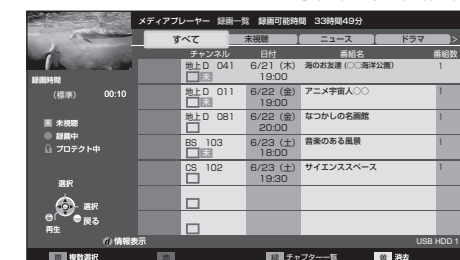 メディアプレーヤー 録画一覧 録画可能時間 33時間49分
すべて 未視聴 ニュース ドラマ
チャンネル 日付 番組名 番組数
地上D 041 6/21 (木) 海のお友達 (○○海洋公園) 1
未 19:00
地上D 011 6/22 (金) アニメ宇宙人○○ 1
未 19:00
地上D 081 6/22 (金) なつかしの名画館 1
20:00
BS 103 6/23 (土) 音楽のある風景 1
未 18:00
CS 102 6/23 (土) サイエンススペース 1
19:30
録画時間
(標準) 00:10
未 未視聴
録画中
プロテクト中
選択
選択
戻る
再生
情報表示 USB HDD 1
青 複数選択 緑 チャプター一覧 黄 消去